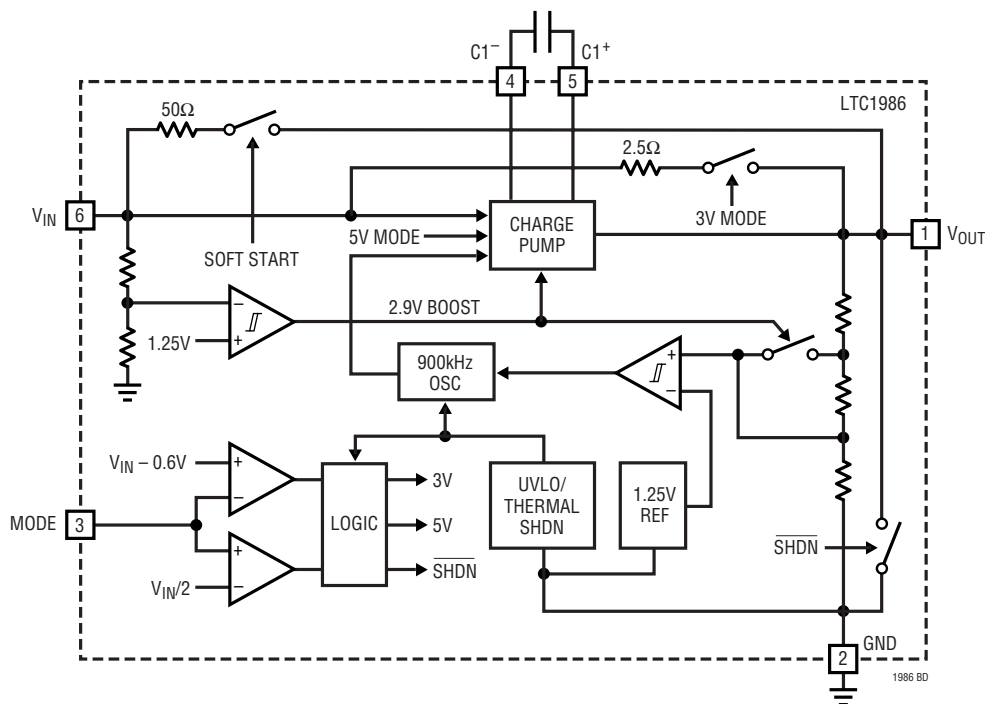 C1⁻
C1⁺
4
5
LTC1986
50Ω
2.5Ω
V_IN
6
SOFT START
5V MODE
CHARGE
PUMP
3V MODE
1
V_OUT
−
+
1.25V
2.9V BOOST
900kHz
OSC
+
−
V_IN – 0.6V
+
−
MODE
3
+
−
V_IN/2
LOGIC
3V
5V
S̅H̅D̅N̅
UVLO/
THERMAL
SHDN
1.25V
REF
S̅H̅D̅N̅
2
GND
1986 BD